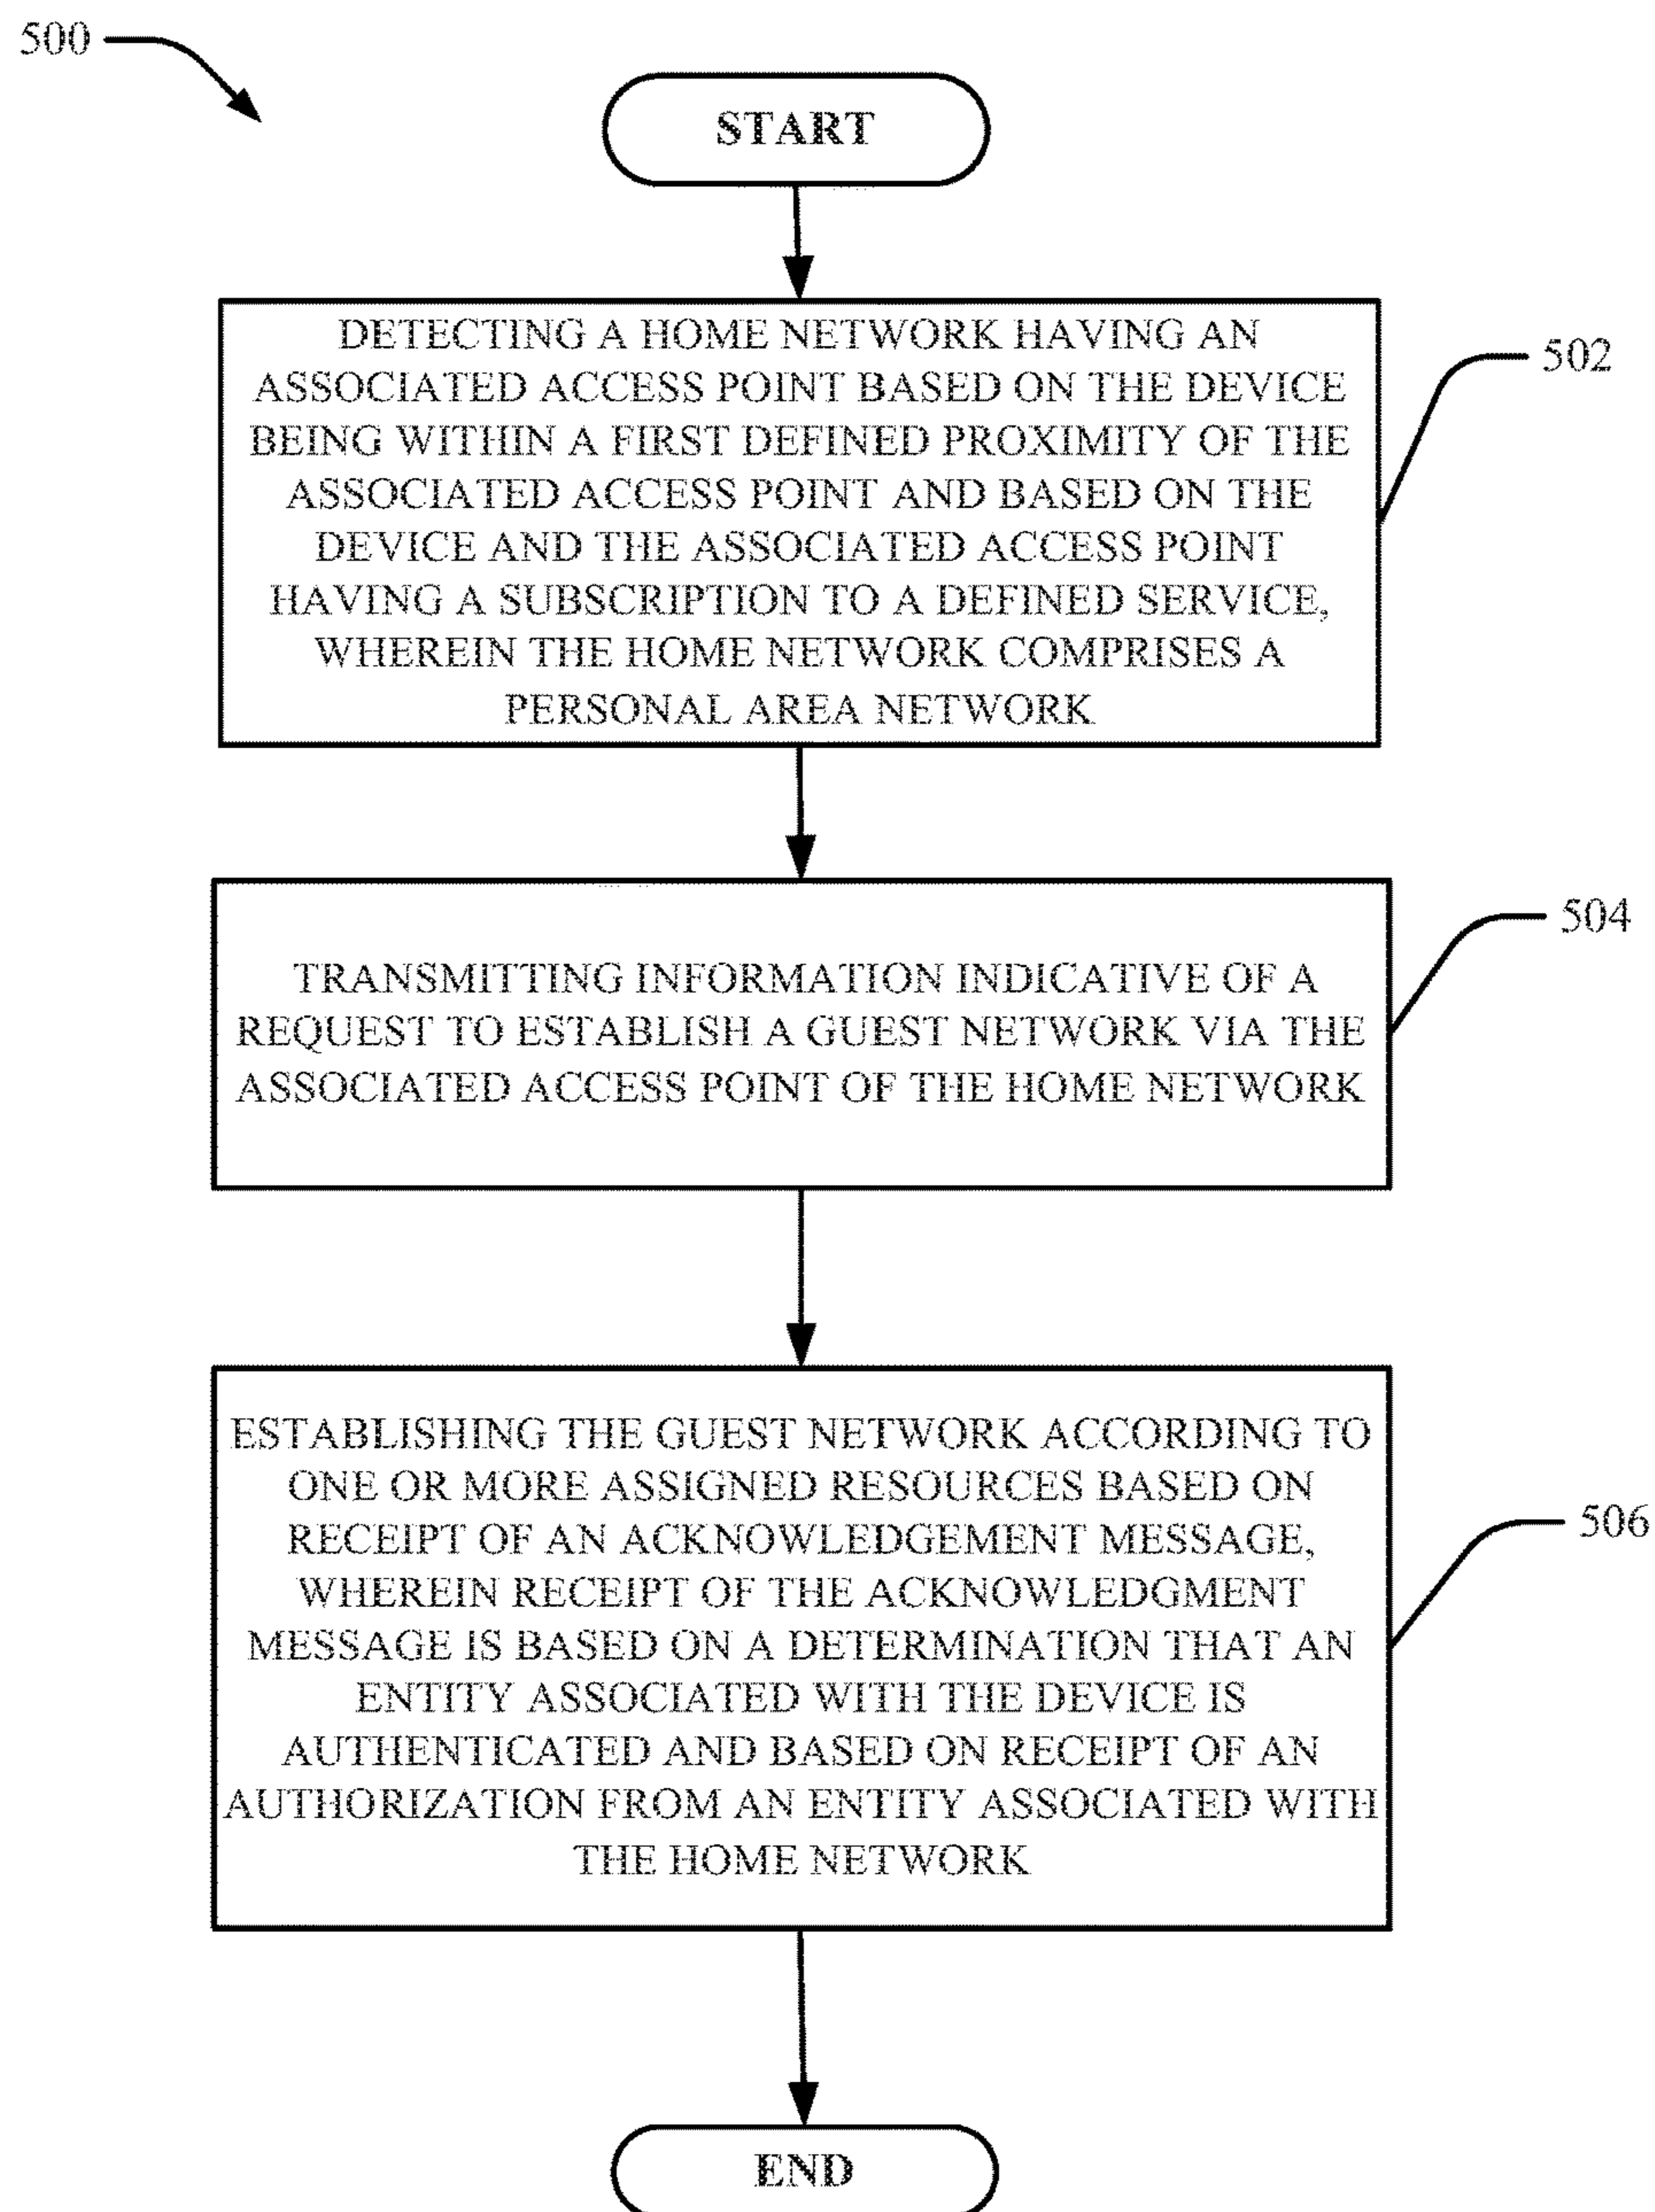 500
START
DETECTING A HOME NETWORK HAVING AN
ASSOCIATED ACCESS POINT BASED ON THE DEVICE
BEING WITHIN A FIRST DEFINED PROXIMITY OF THE
ASSOCIATED ACCESS POINT AND BASED ON THE
DEVICE AND THE ASSOCIATED ACCESS POINT
HAVING A SUBSCRIPTION TO A DEFINED SERVICE,
WHEREIN THE HOME NETWORK COMPRISES A
PERSONAL AREA NETWORK
502
TRANSMITTING INFORMATION INDICATIVE OF A
REQUEST TO ESTABLISH A GUEST NETWORK VIA THE
ASSOCIATED ACCESS POINT OF THE HOME NETWORK
504
ESTABLISHING THE GUEST NETWORK ACCORDING TO
ONE OR MORE ASSIGNED RESOURCES BASED ON
RECEIPT OF AN ACKNOWLEDGEMENT MESSAGE,
WHEREIN RECEIPT OF THE ACKNOWLEDGMENT
MESSAGE IS BASED ON A DETERMINATION THAT AN
ENTITY ASSOCIATED WITH THE DEVICE IS
AUTHENTICATED AND BASED ON RECEIPT OF AN
AUTHORIZATION FROM AN ENTITY ASSOCIATED WITH
THE HOME NETWORK
506
END